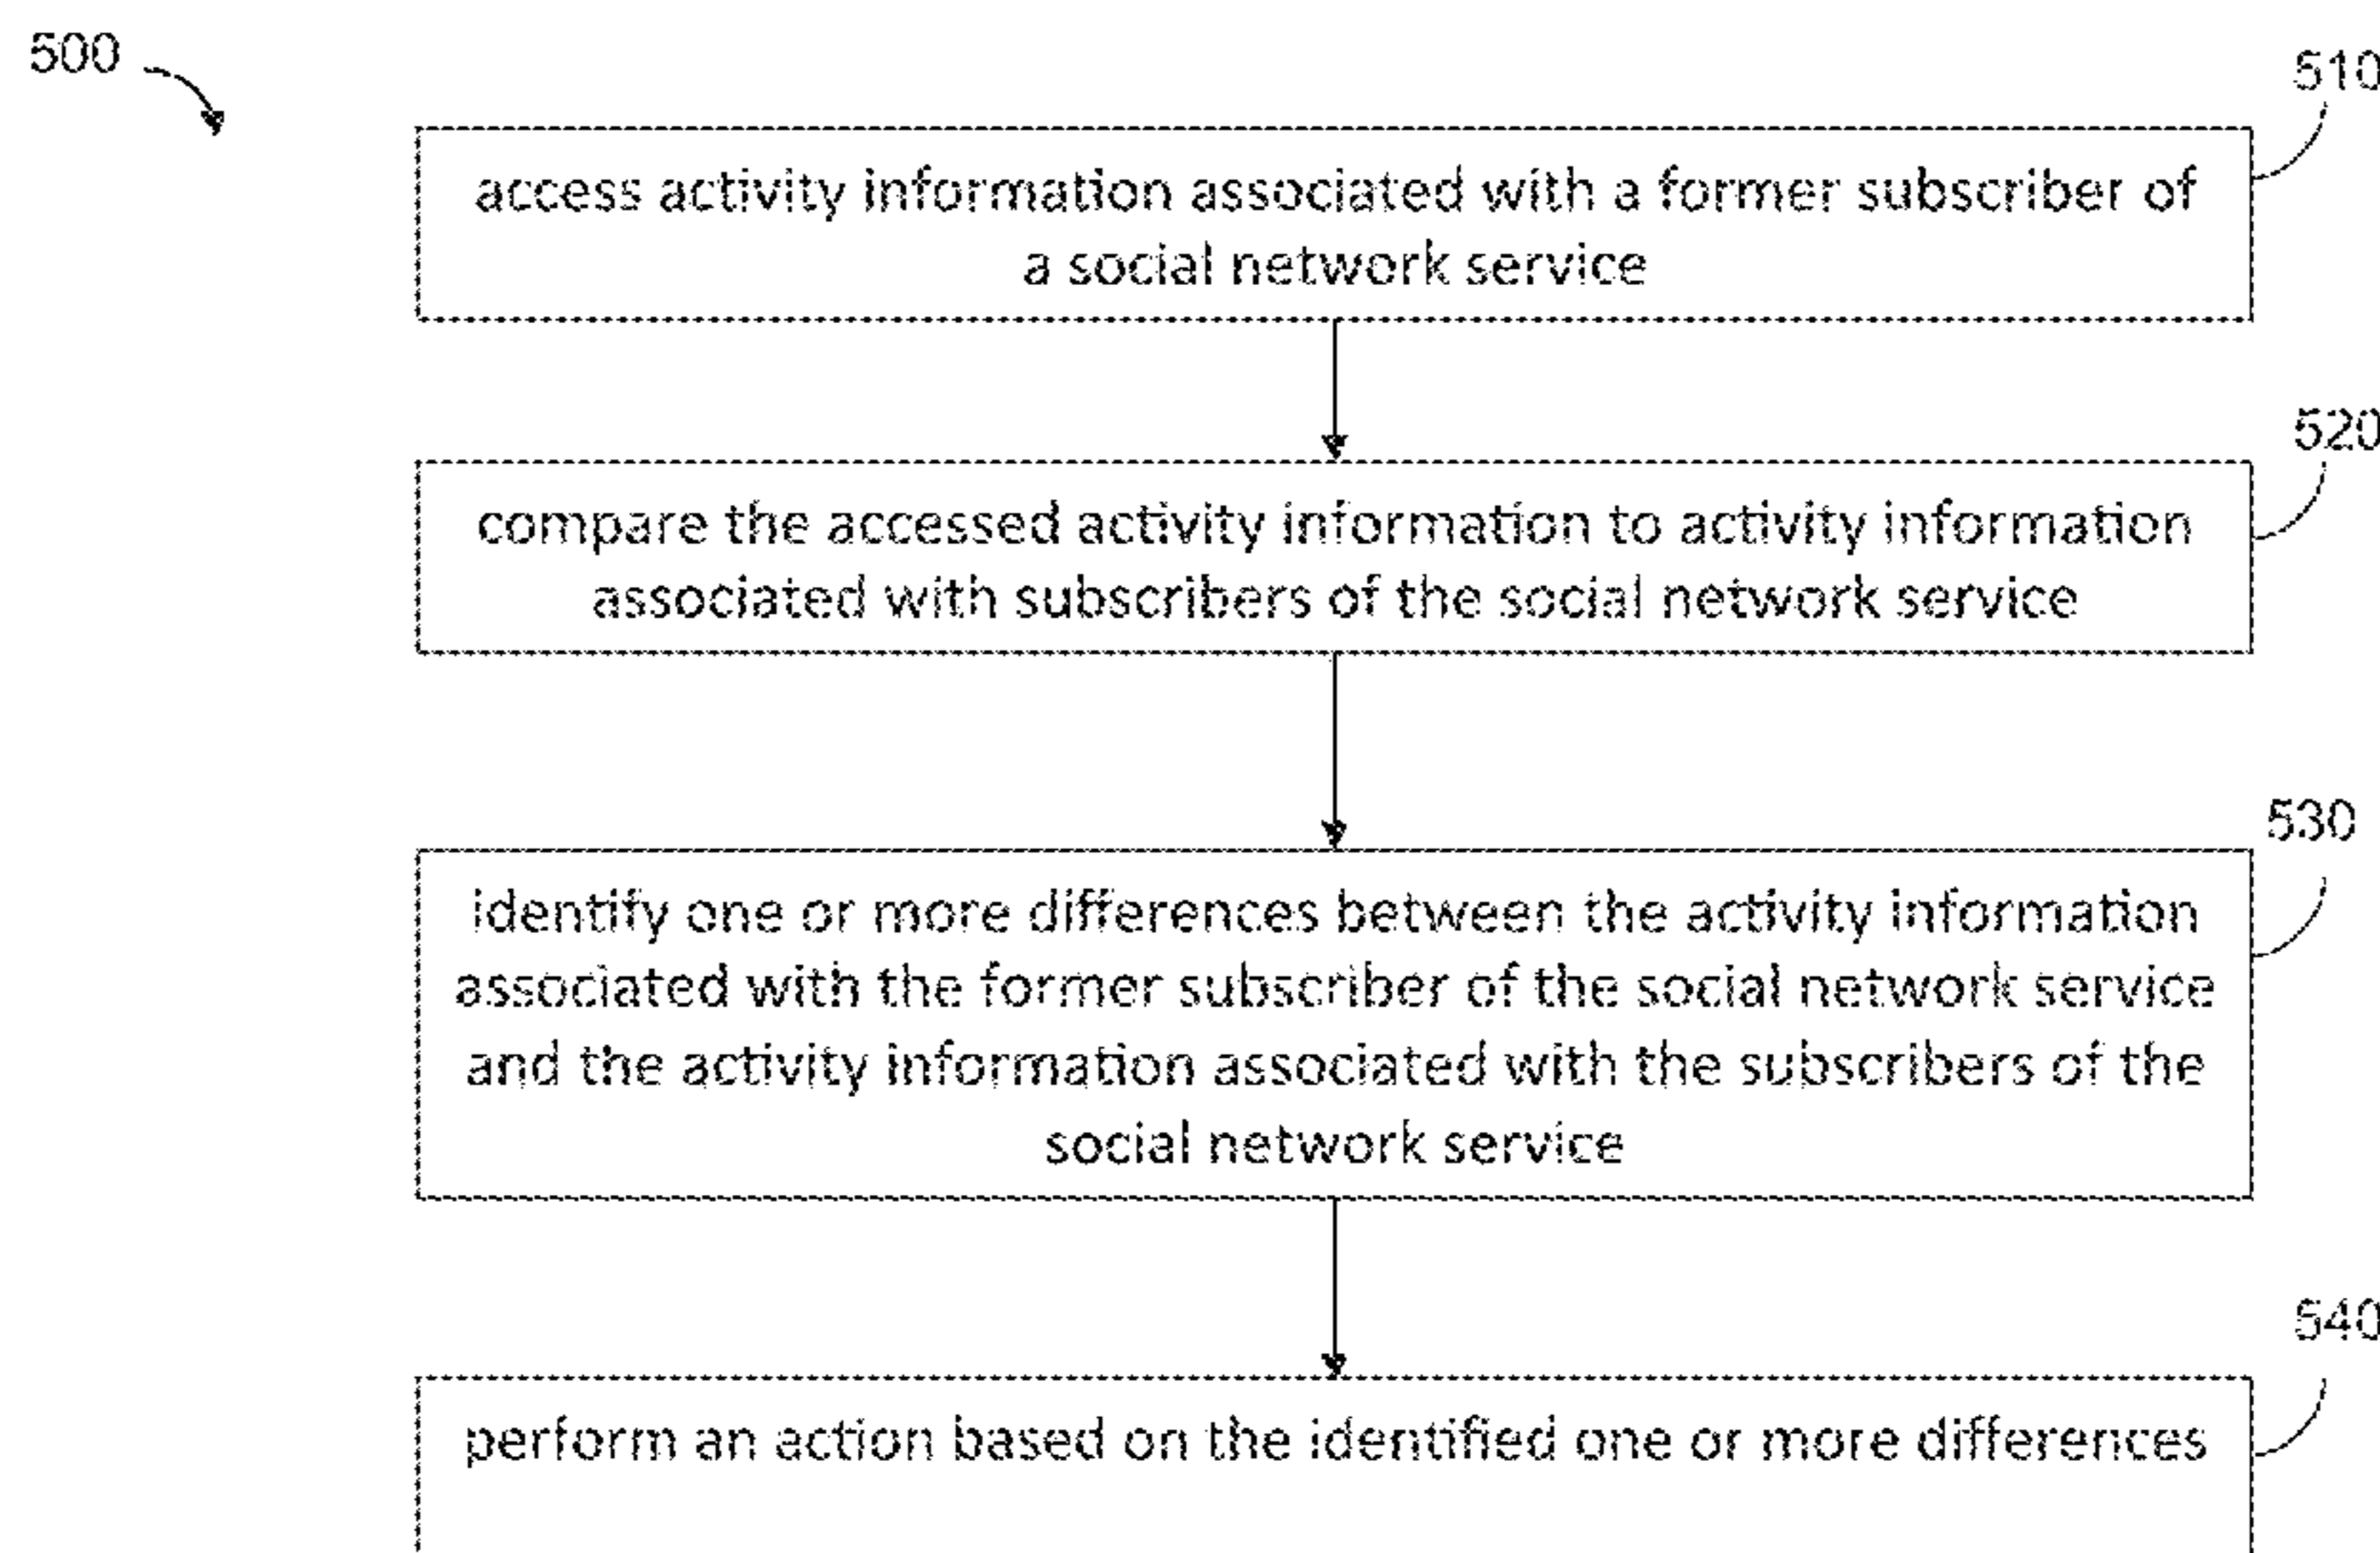 500
510
access activity information associated with a former subscriber of
a social network service
520
compare the accessed activity information to activity information
associated with subscribers of the social network service
530
identify one or more differences between the activity information
associated with the former subscriber of the social network service
and the activity information associated with the subscribers of the
social network service
540
perform an action based on the identified one or more differences